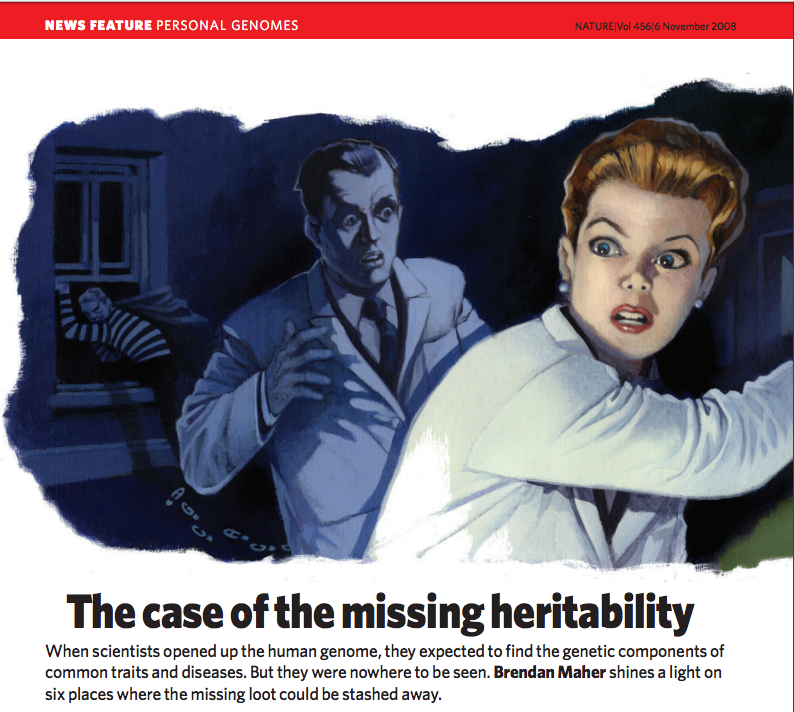 NEWS FEATURE PERSONAL GENOMES
NATURE|Vol 456|6 November 2008
The case of the missing heritability
When scientists opened up the human genome, they expected to find the genetic components of
common traits and diseases. But they were nowhere to be seen. Brendan Maher shines a light on
six places where the missing loot could be stashed away.